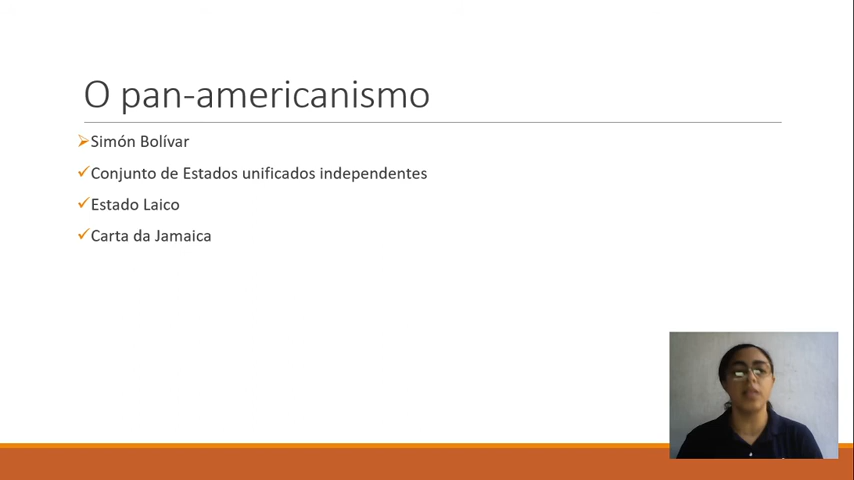 O pan-americanismo
Simón Bolívar
Conjunto de Estados unificados independentes
Estado Laico
Carta da Jamaica